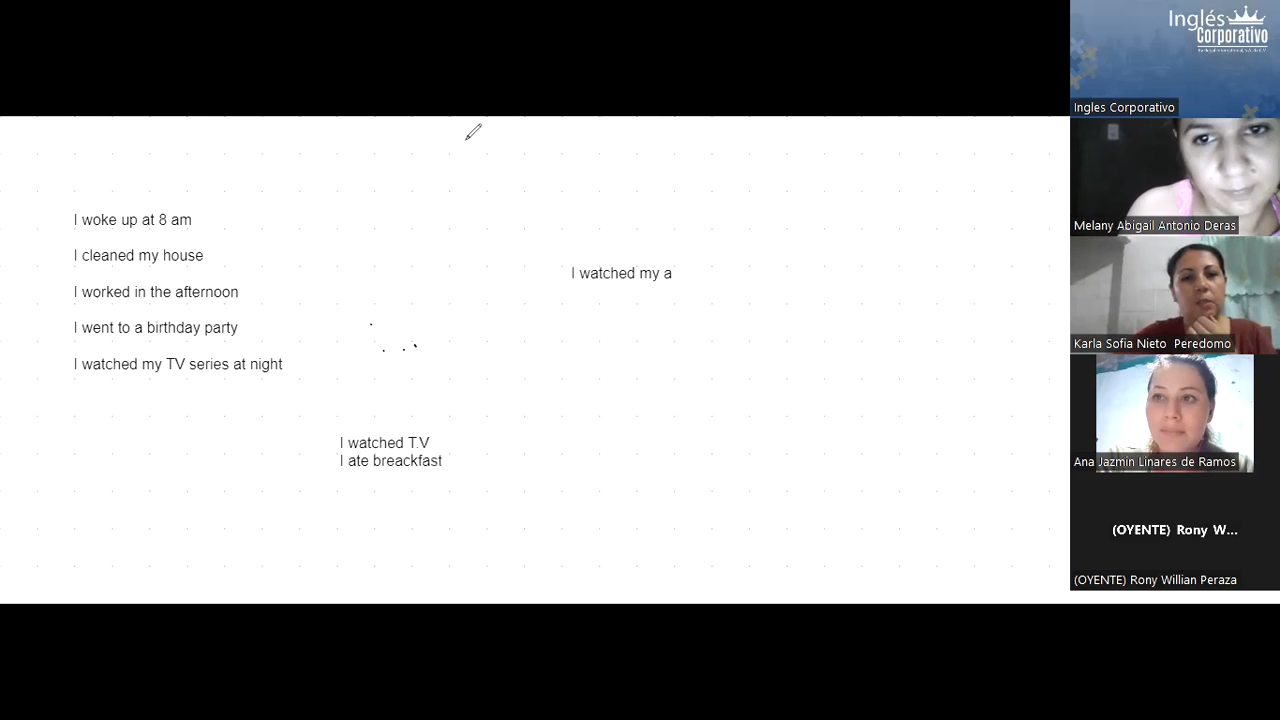 Inglés
Corporativo
Ingles Corporativo
I woke up at 8 am
I cleaned my house
I worked in the afternoon
I went to a birthday party
I watched my TV series at night
I watched my a
I watched T.V
I ate breackfast
Melany Abigail Antonio Deras
Karla Sofia Nieto Peredomo
Ana Jazmin Linares de Ramos
(OYENTE) Rony W...
(OYENTE) Rony Willian Peraza